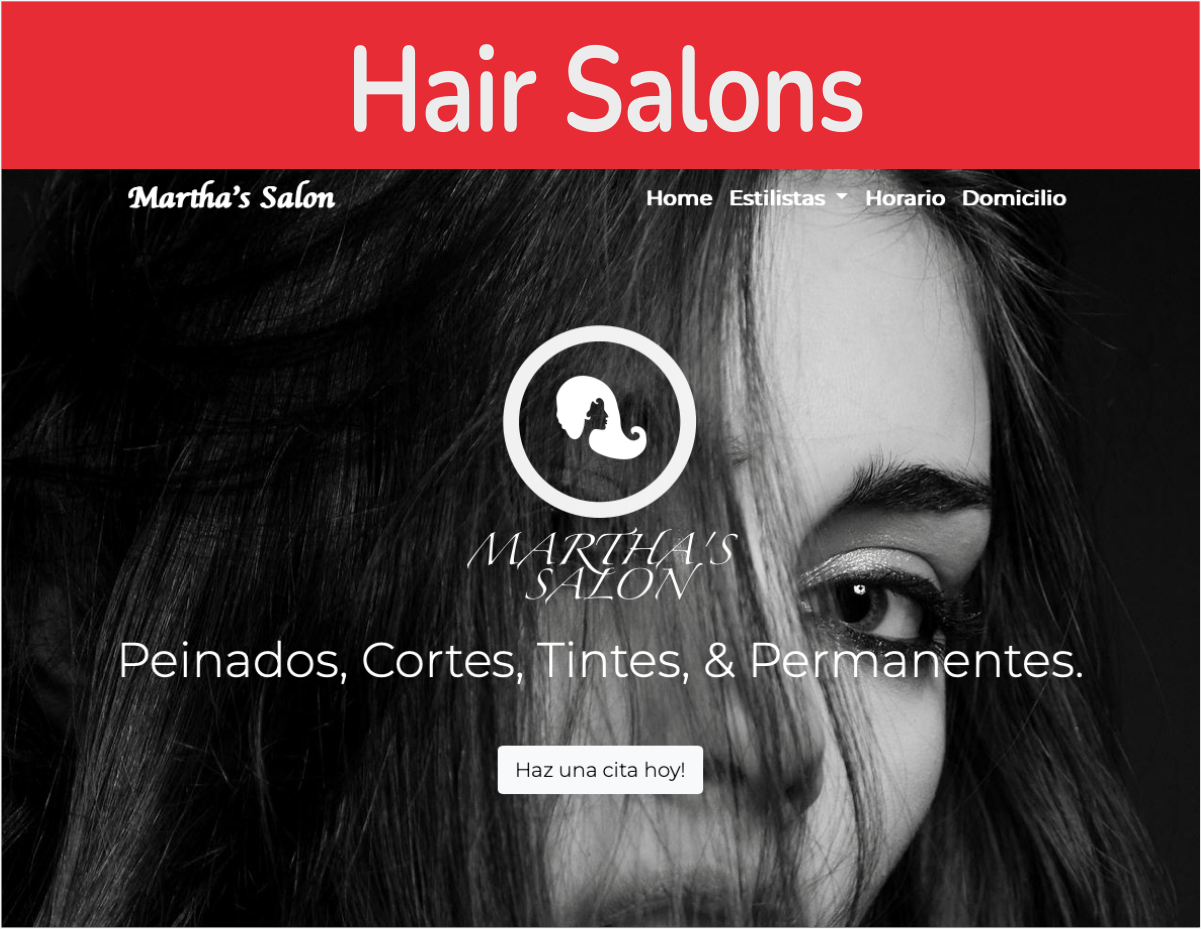 Hair Salons
Martha's Salon
Home Estilistas Horario Domicilio
MARTHA'S
SALON
Peinados, Cortes, Tintes, & Permanentes.
Haz una cita hoy!